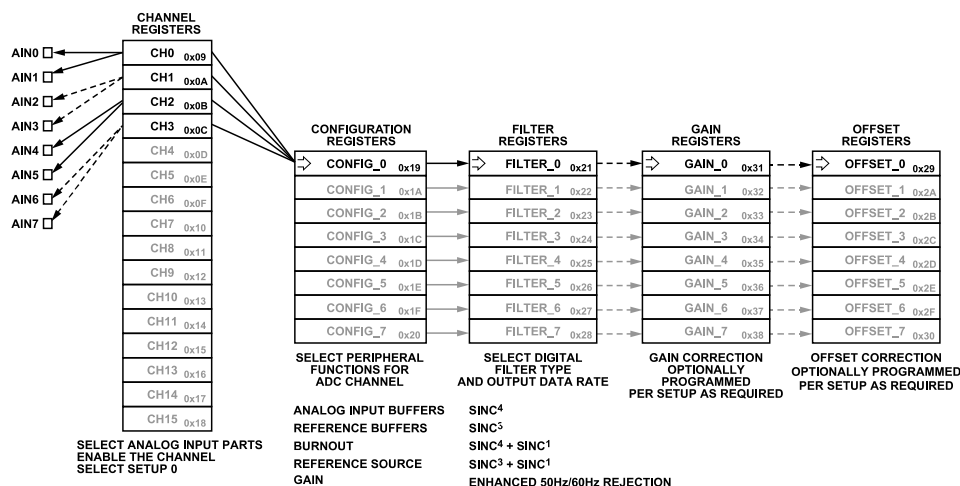 CHANNEL
REGISTERS
AIN0
AIN1
AIN2
AIN3
AIN4
AIN5
AIN6
AIN7
CH0 0x09
CH1 0x0A
CH2 0x0B
CH3 0x0C
CH4 0x0D
CH5 0x0E
CH6 0x0F
CH7 0x10
CH8 0x11
CH9 0x12
CH10 0x13
CH11 0x14
CH12 0x15
CH13 0x16
CH14 0x17
CH15 0x18
SELECT ANALOG INPUT PARTS
ENABLE THE CHANNEL
SELECT SETUP 0
CONFIGURATION
REGISTERS
CONFIG_0 0x19
CONFIG_1 0x1A
CONFIG_2 0x1B
CONFIG_3 0x1C
CONFIG_4 0x1D
CONFIG_5 0x1E
CONFIG_6 0x1F
CONFIG_7 0x20
SELECT PERIPHERAL
FUNCTIONS FOR
ADC CHANNEL
ANALOG INPUT BUFFERS
REFERENCE BUFFERS
BURNOUT
REFERENCE SOURCE
GAIN
FILTER
REGISTERS
FILTER_0 0x21
FILTER_1 0x22
FILTER_2 0x23
FILTER_3 0x24
FILTER_4 0x25
FILTER_5 0x26
FILTER_6 0x27
FILTER_7 0x28
SELECT DIGITAL
FILTER TYPE
AND OUTPUT DATA RATE
SINC⁴
SINC³
SINC⁴ + SINC¹
SINC³ + SINC¹
ENHANCED 50Hz/60Hz REJECTION
GAIN
REGISTERS
GAIN_0 0x31
GAIN_1 0x32
GAIN_2 0x33
GAIN_3 0x34
GAIN_4 0x35
GAIN_5 0x36
GAIN_6 0x37
GAIN_7 0x38
GAIN CORRECTION
OPTIONALLY
PROGRAMMED
PER SETUP AS REQUIRED
OFFSET
REGISTERS
OFFSET_0 0x29
OFFSET_1 0x2A
OFFSET_2 0x2B
OFFSET_3 0x2C
OFFSET_4 0x2D
OFFSET_5 0x2E
OFFSET_6 0x2F
OFFSET_7 0x30
OFFSET CORRECTION
OPTIONALLY PROGRAMMED
PER SETUP AS REQUIRED